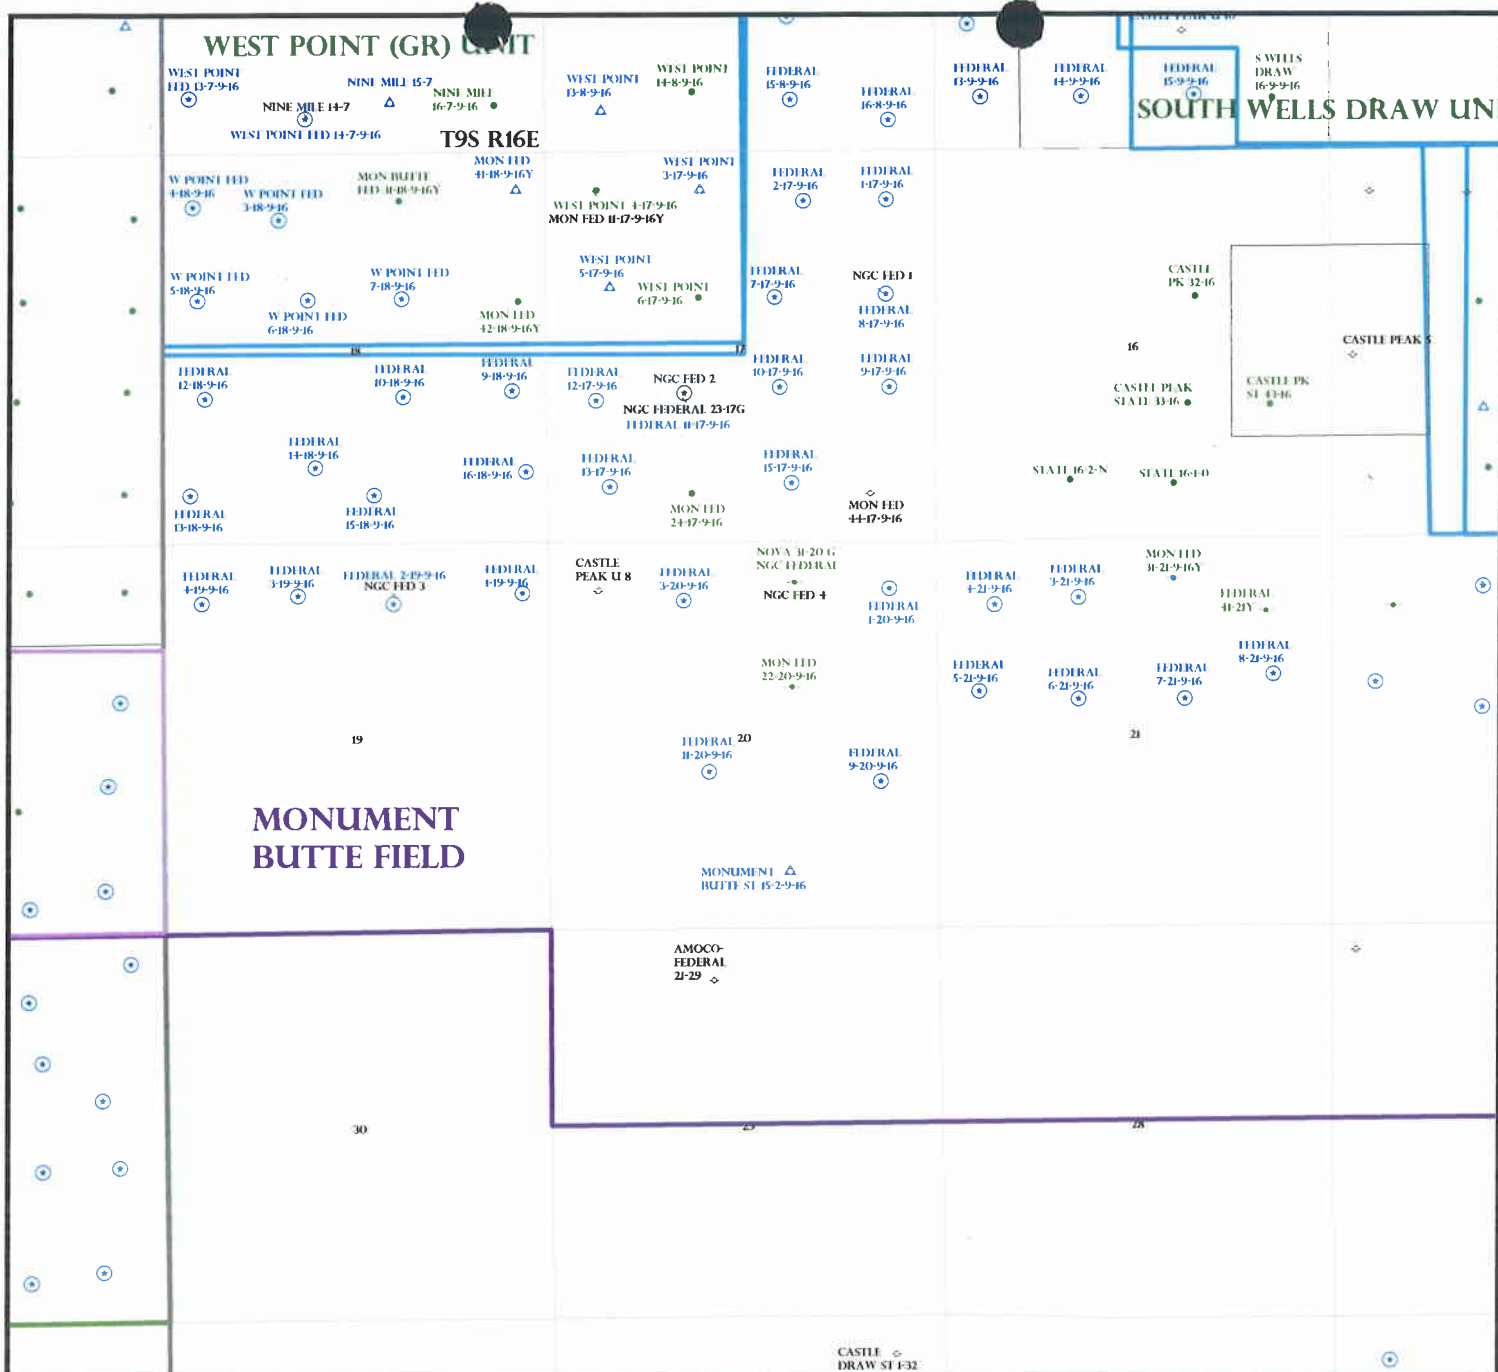 WEST POINT (GR) UNIT
WEST POINT
FED 13-7-9-16
NINE MILE 15-7
NINE MILE 14-7
WEST POINT FED 14-7-9-16
NINE MILE
16-7-9-16
T9S R16E
WEST POINT
13-8-9-16
WEST POINT
14-8-9-16
FEDERAL
15-8-9-16
FEDERAL
16-8-9-16
FEDERAL
13-9-9-16
FEDERAL
14-9-9-16
FEDERAL
15-9-9-16
S WELLS
DRAW
16-9-9-16
SOUTH WELLS DRAW UN
W POINT FED
4-18-9-16
W POINT FED
3-18-9-16
MON BUTTE
FED 31-18-9-16Y
MON FED
41-18-9-16Y
WEST POINT 4-17-9-16
MON FED 11-17-9-16Y
WEST POINT
3-17-9-16
FEDERAL
2-17-9-16
FEDERAL
1-17-9-16
W POINT FED
5-18-9-16
W POINT FED
6-18-9-16
W POINT FED
7-18-9-16
MON FED
42-18-9-16Y
WEST POINT
5-17-9-16
WEST POINT
6-17-9-16
FEDERAL
7-17-9-16
NGC FED 1
FEDERAL
8-17-9-16
CASTLE
PK 32-16
18
17
16
CASTLE PEAK 5
FEDERAL
12-18-9-16
FEDERAL
10-18-9-16
FEDERAL
9-18-9-16
FEDERAL
12-17-9-16
NGC FED 2
NGC FEDERAL 23-17G
FEDERAL 11-17-9-16
FEDERAL
10-17-9-16
FEDERAL
9-17-9-16
CASTLE PEAK
STATE 33-16
CASTLE PK
ST 43-16
FEDERAL
14-18-9-16
FEDERAL
16-18-9-16
FEDERAL
13-17-9-16
FEDERAL
15-17-9-16
STATE 16-2-N
STATE 16-1-O
FEDERAL
13-18-9-16
FEDERAL
15-18-9-16
MON FED
24-17-9-16
MON FED
44-17-9-16
FEDERAL
4-19-9-16
FEDERAL
3-19-9-16
FEDERAL 2-19-9-16
NGC FED 3
FEDERAL
1-19-9-16
CASTLE
PEAK U 8
FEDERAL
3-20-9-16
NOVA 31-20 G
NGC FEDERAL
NGC FED 4
FEDERAL
1-20-9-16
FEDERAL
4-21-9-16
FEDERAL
3-21-9-16
MON FED
31-21-9-16Y
FEDERAL
41-21Y
MON FED
22-20-9-16
FEDERAL
5-21-9-16
FEDERAL
6-21-9-16
FEDERAL
7-21-9-16
FEDERAL
8-21-9-16
19
20
21
FEDERAL
11-20-9-16
FEDERAL
9-20-9-16
MONUMENT
BUTTE FIELD
MONUMENT
BUTTE ST 15-2-9-16
AMOCO-
FEDERAL
21-29
30
29
28
CASTLE
DRAW ST 1-32